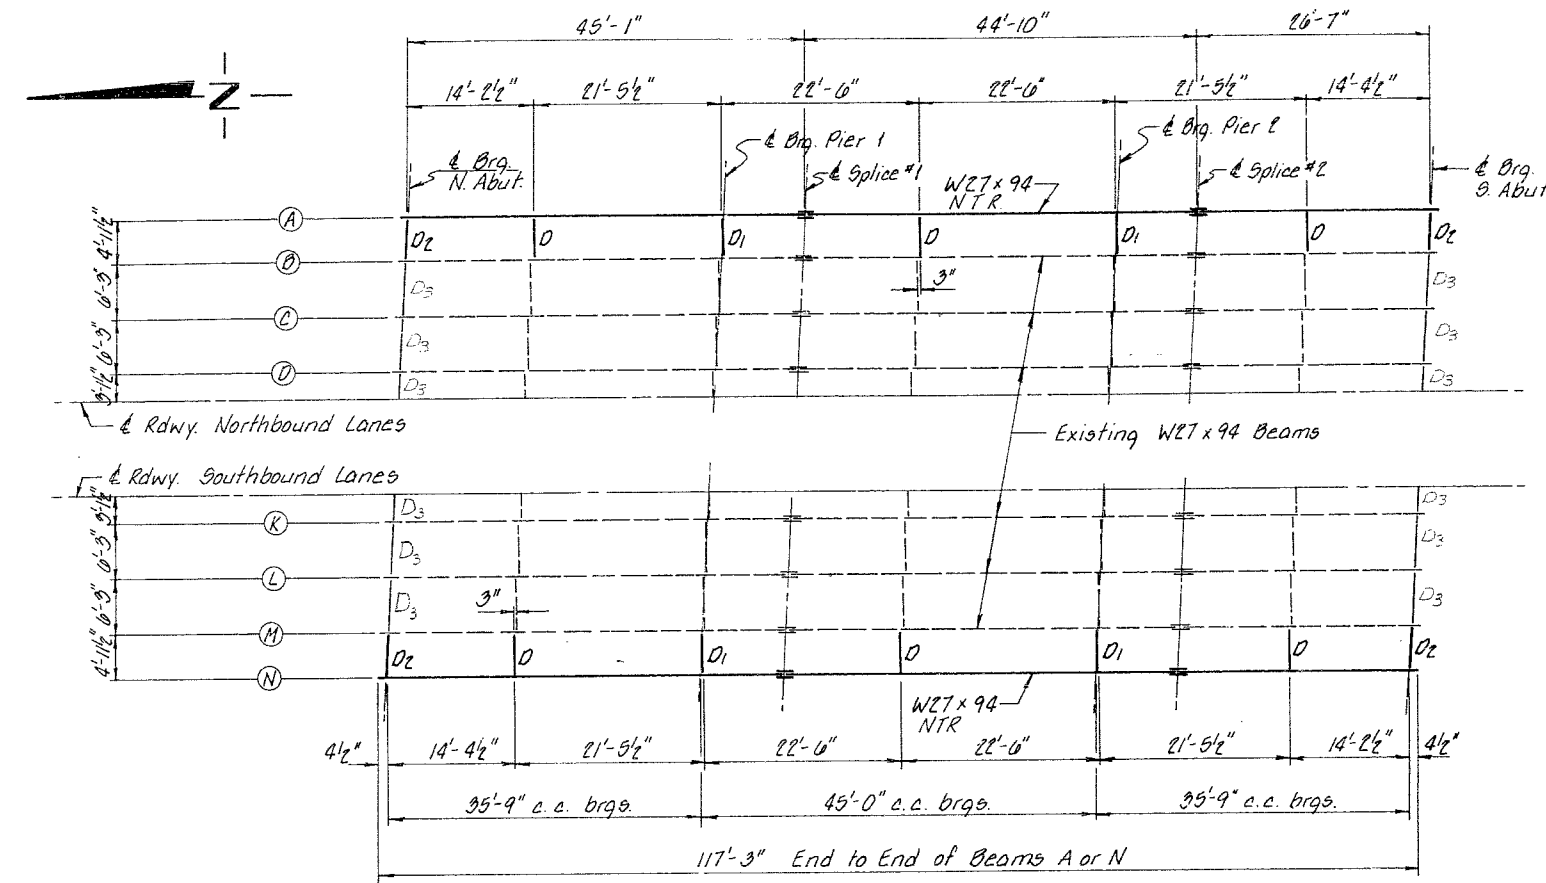 45'-1" 44'-10" 26'-7"
14'-2½" 21'-5½" 22'-6" 22'-6" 21'-5½" 14'-4½"
N
℄ Brg.
N. Abut.
℄ Brg. Pier 1
℄ Splice #1
W27 x 94
NTR
℄ Brg. Pier 2
℄ Splice #2
℄ Brg.
S. Abut
4'-11½" 6'-3" 6'-3" 3'-1½"
A
D2 D D1 D D1 D D2
B
D3 3" D3
C
D3 D3
D
D3 D3
℄ Rdwy. Northbound Lanes
Existing W27 x 94 Beams
℄ Rdwy. Southbound Lanes
3'-1½" 6'-3" 6'-3" 4'-11½"
D3 D3
K
D3 D3
L
D3 3" D3
M
D2 D D1 D D1 D D2
N
W27 x 94
NTR
4½" 14'-4½" 21'-5½" 22'-6" 22'-6" 21'-5½" 14'-2½" 4½"
35'-9" c.c. brgs. 45'-0" c.c. brgs. 35'-9" c.c. brgs.
117'-3" End to End of Beams A or N